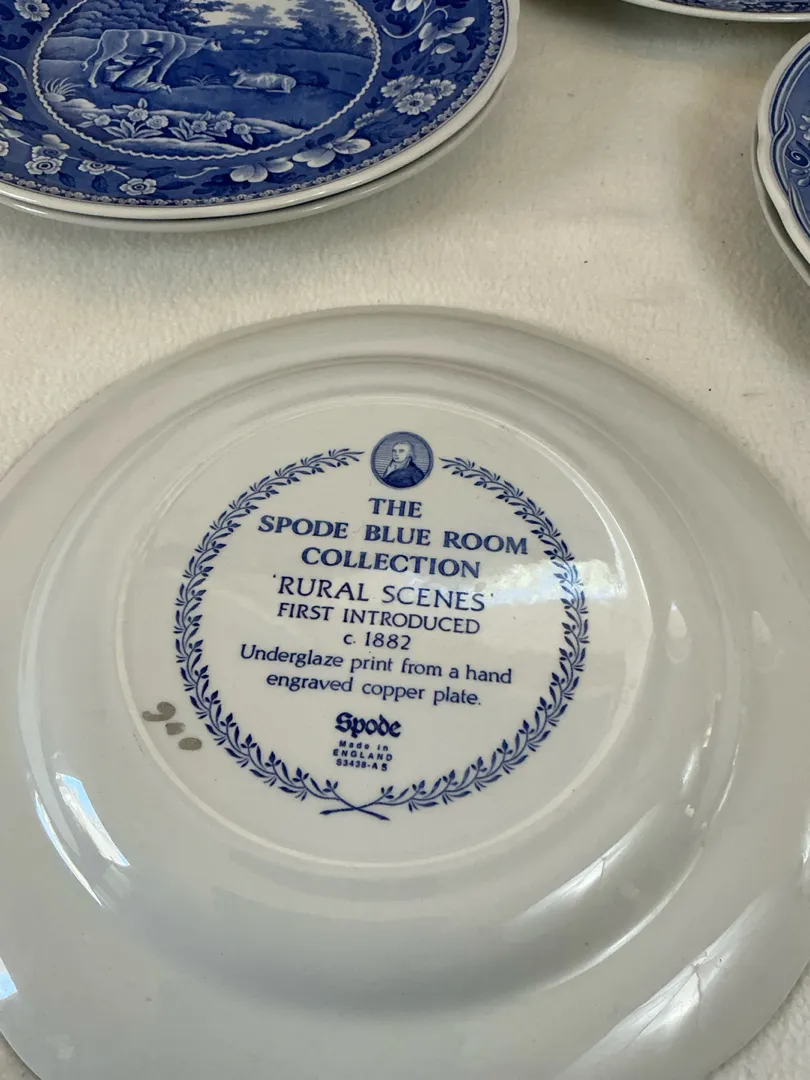 THE
SPODE BLUE ROOM
COLLECTION
'RURAL SCENES'
FIRST INTRODUCED
c. 1882
Underglaze print from a hand
engraved copper plate.
Spode
Made in
ENGLAND
S3438-A5